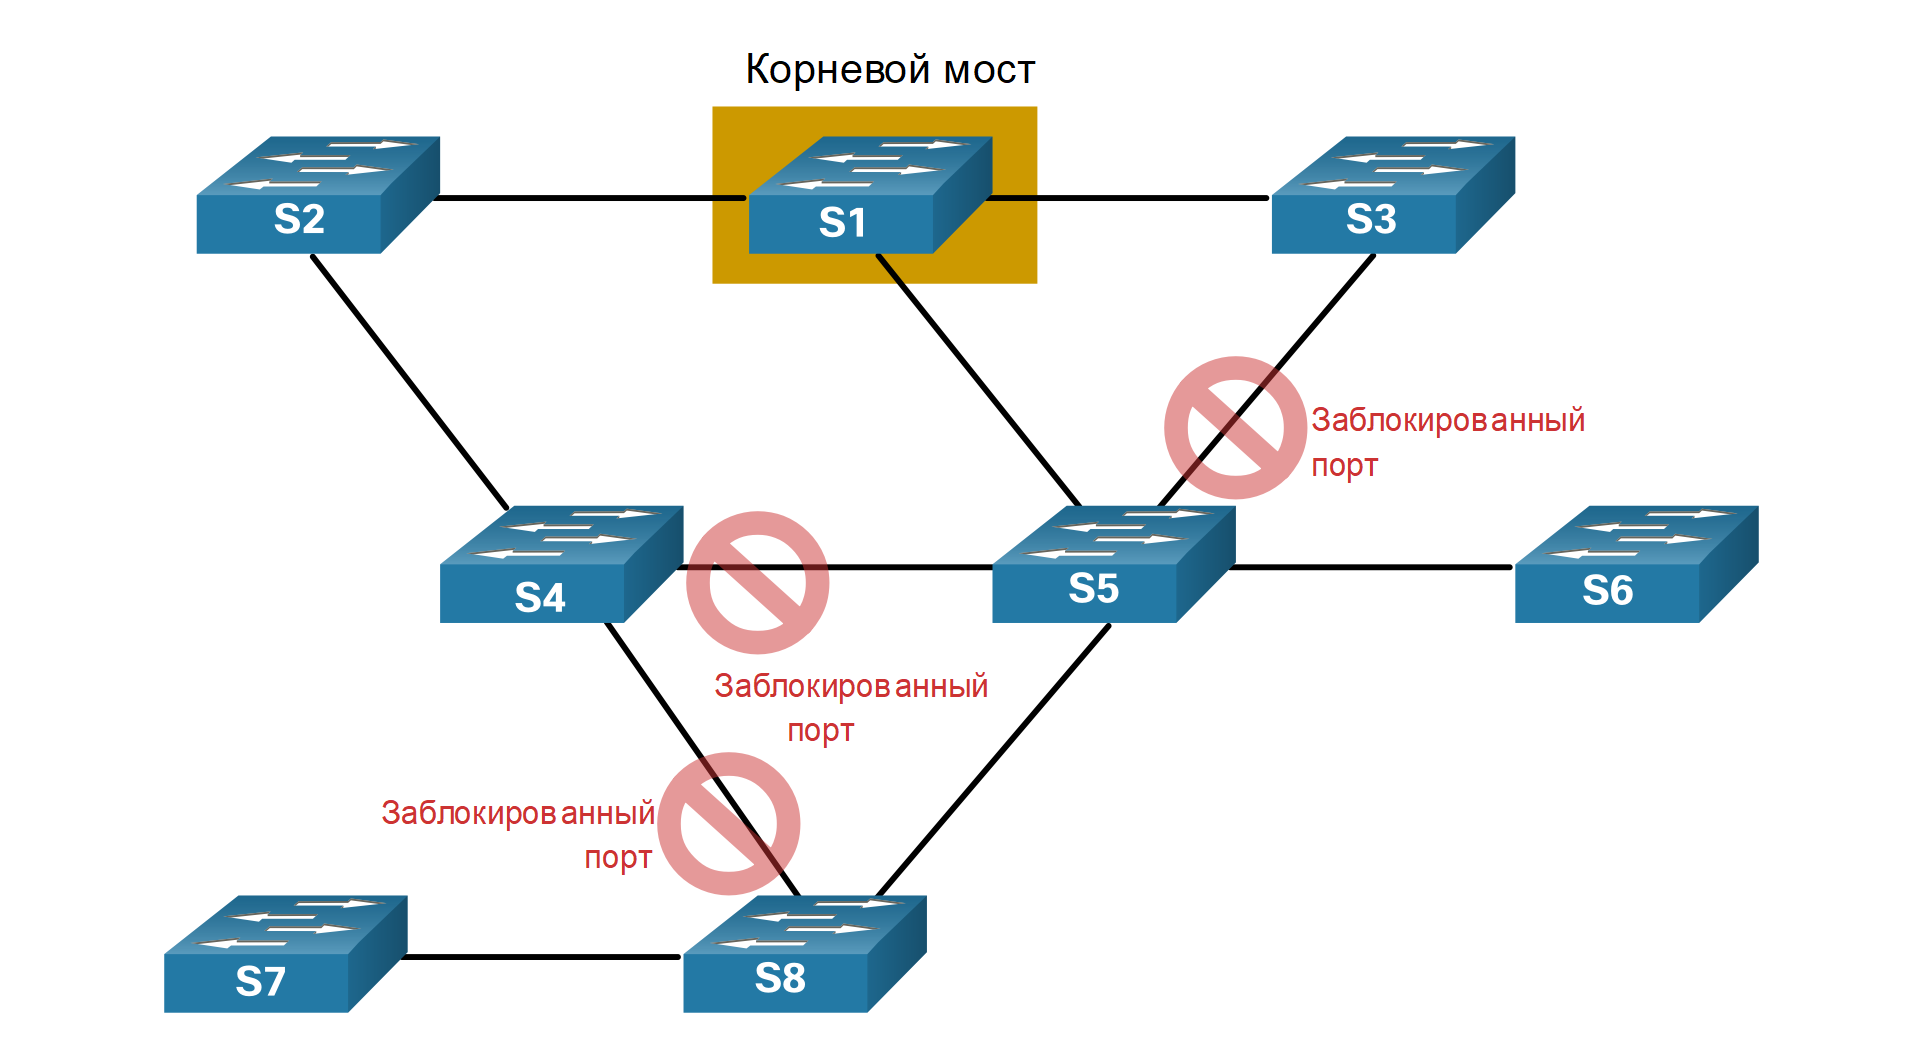 Корневой мост
S2
S1
S3
Заблокированный
порт
S4
S5
S6
Заблокированный
порт
Заблокированный
порт
S7
S8